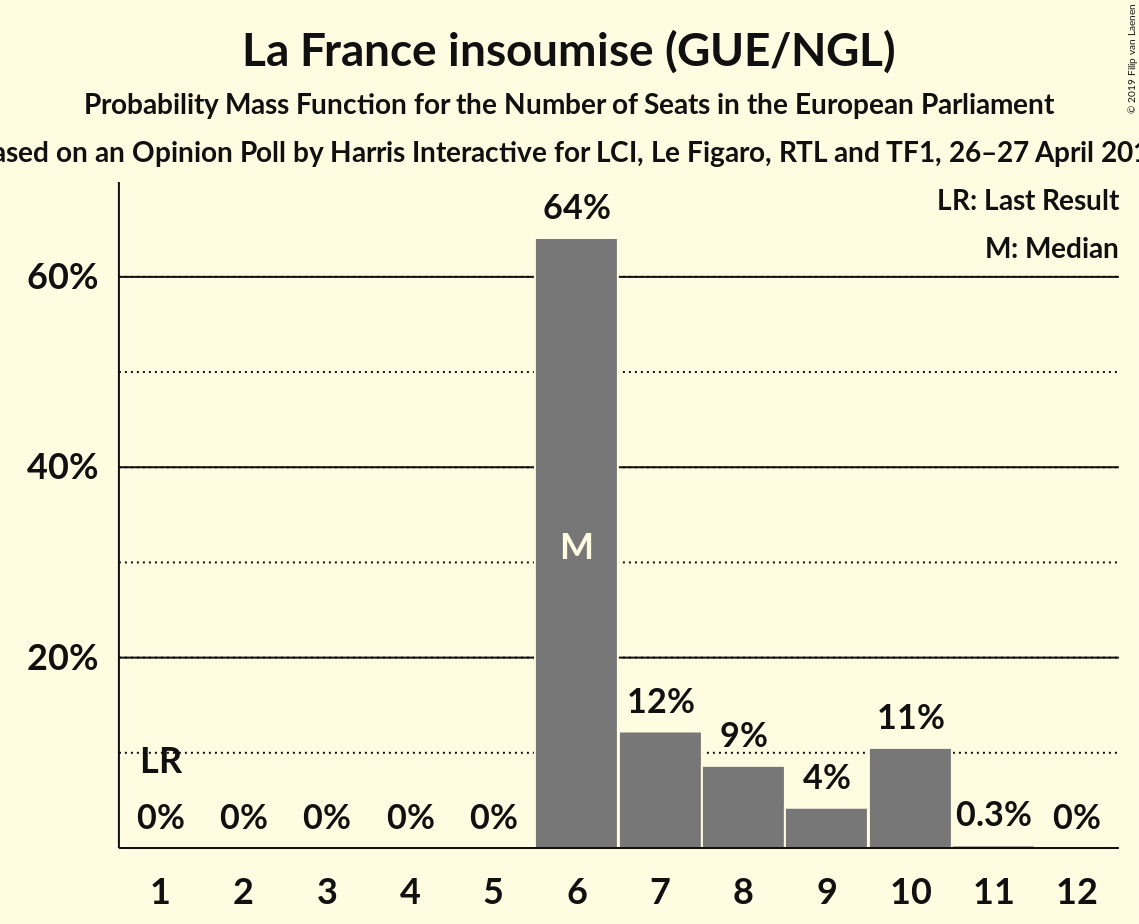 La France insoumise (GUE/NGL)
Probability Mass Function for the Number of Seats in the European Parliament
ased on an Opinion Poll by Harris Interactive for LCI, Le Figaro, RTL and TF1, 26–27 April 201
© 2019 Filip van Laenen
LR: Last Result
M: Median
64%
60%
40%
M
20%
12%
11%
9%
4%
LR
0% 0% 0% 0% 0% 0.3% 0%
1 2 3 4 5 6 7 8 9 10 11 12